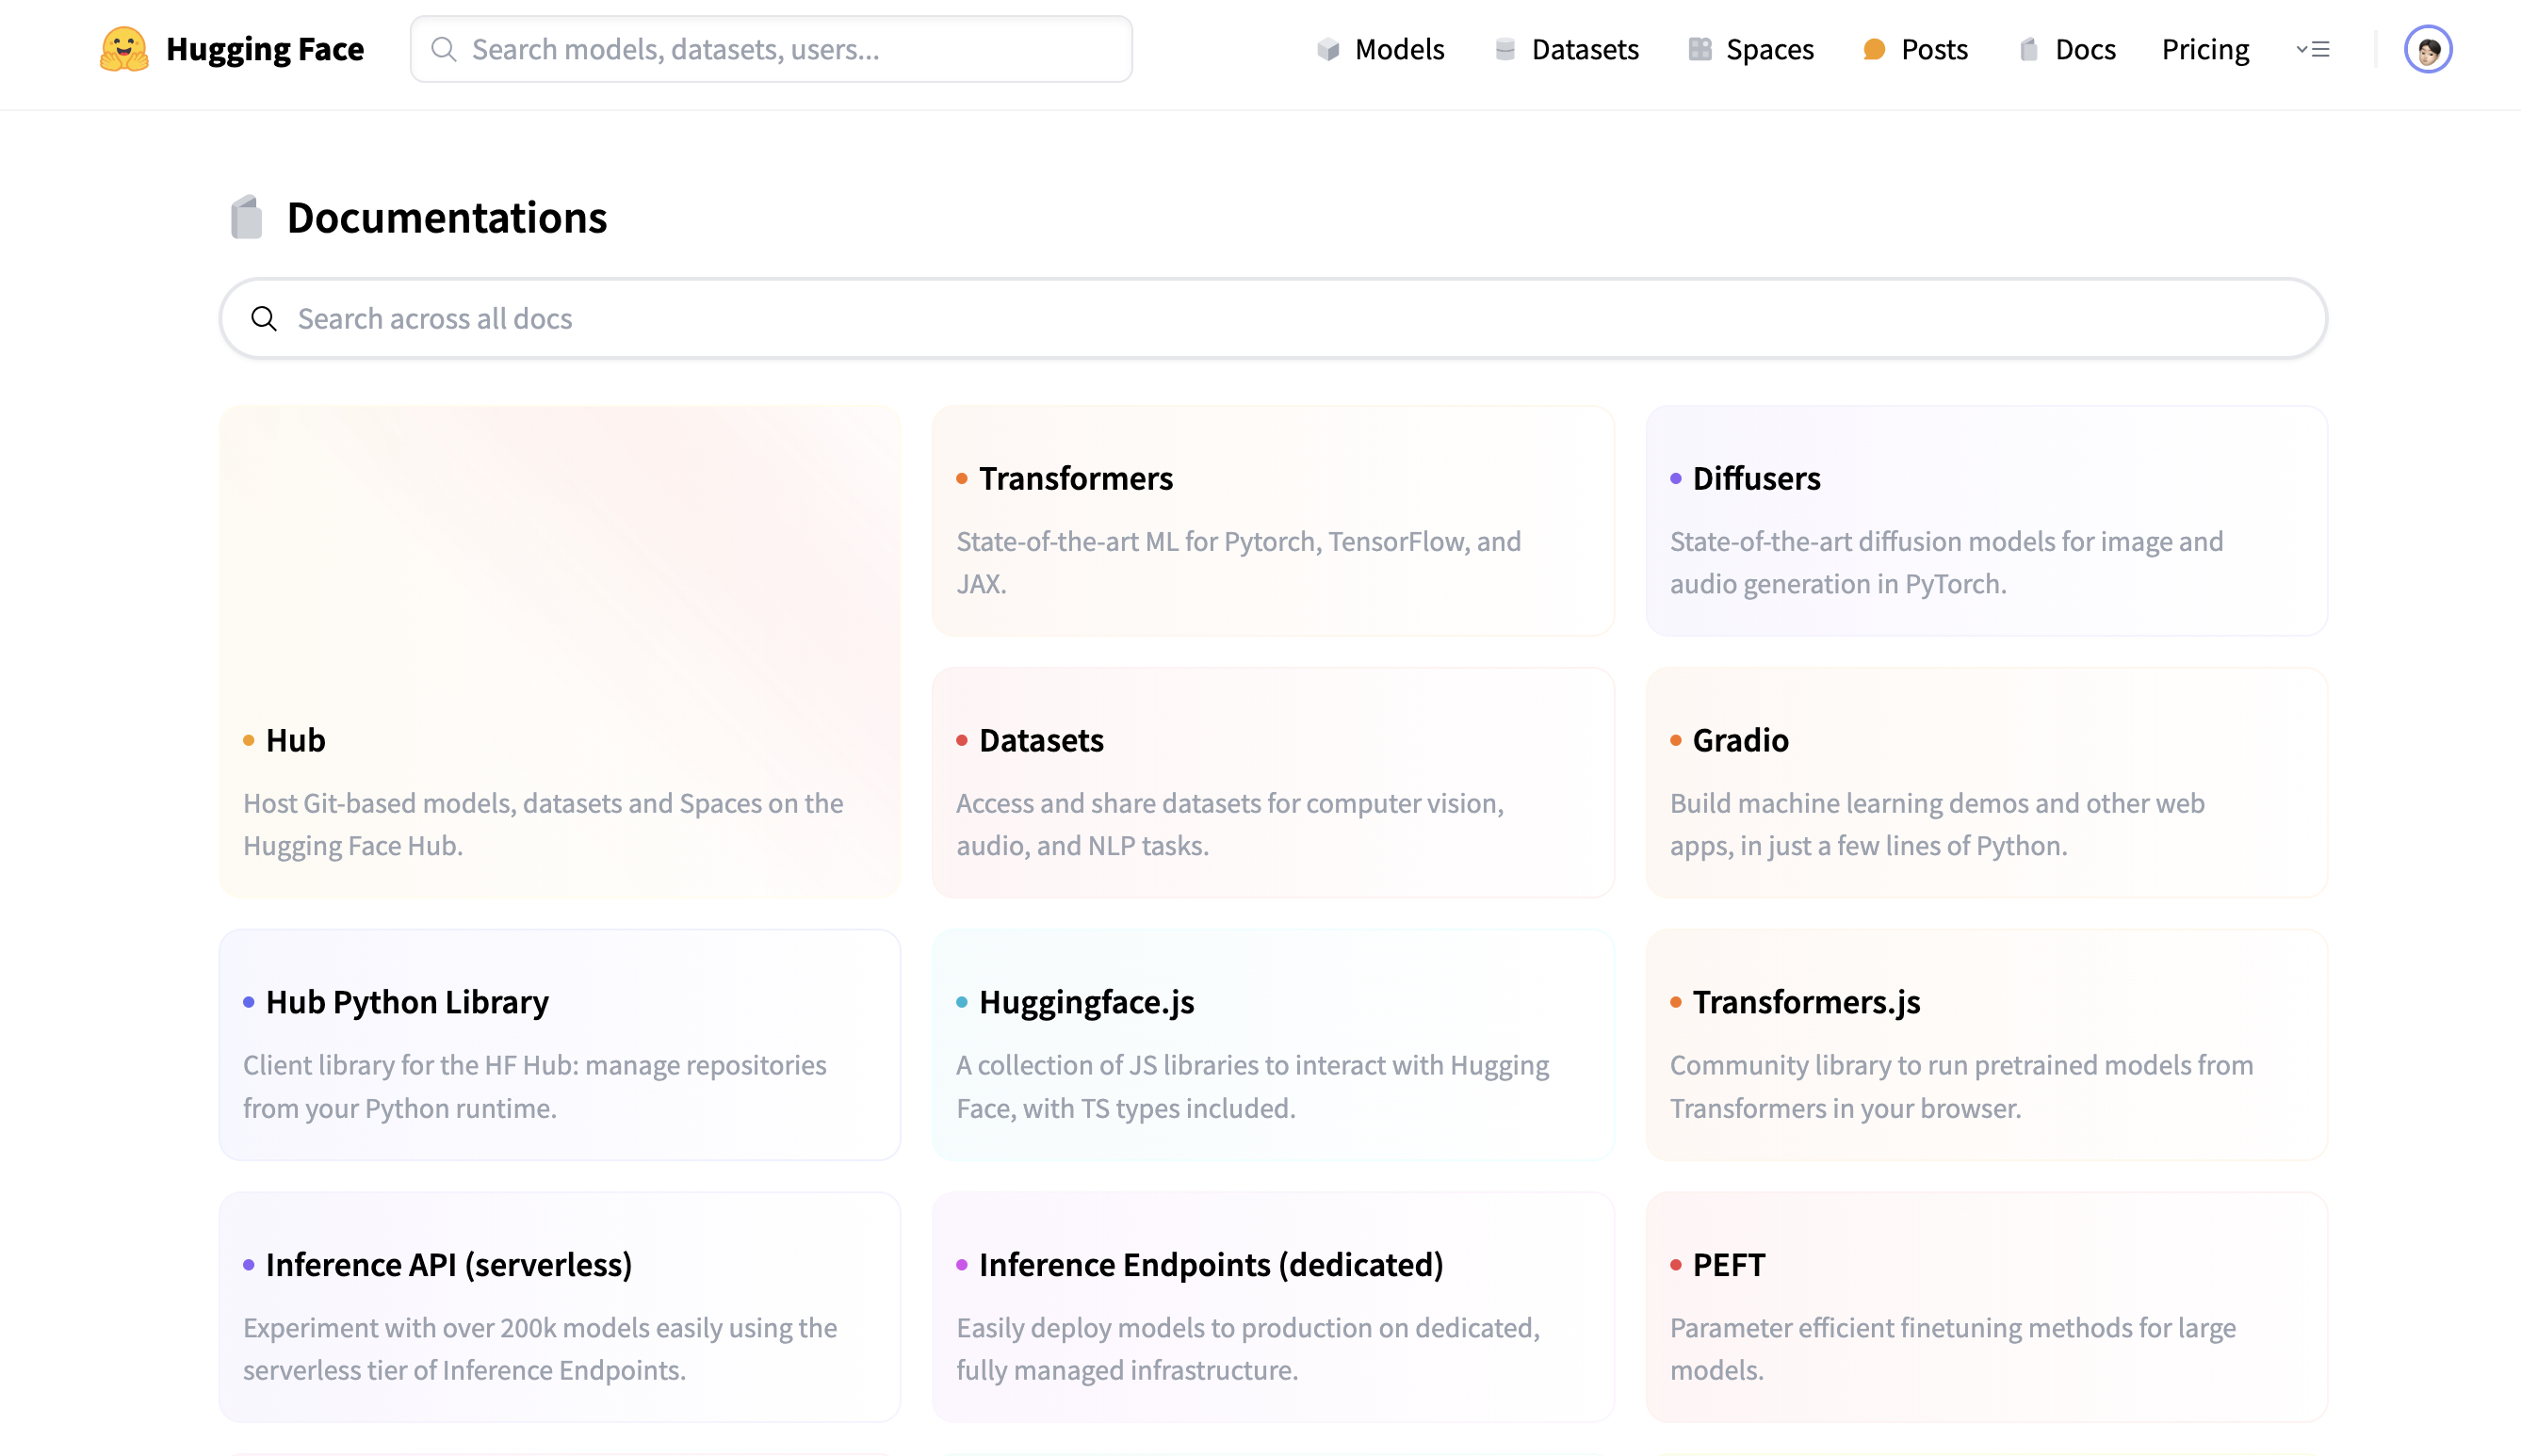 Hugging Face
Search models, datasets, users...
Models
Datasets
Spaces
Posts
Docs
Pricing
Documentations
Search across all docs
Hub
Host Git-based models, datasets and Spaces on the
Hugging Face Hub.
Transformers
State-of-the-art ML for Pytorch, TensorFlow, and
JAX.
Diffusers
State-of-the-art diffusion models for image and
audio generation in PyTorch.
Datasets
Access and share datasets for computer vision,
audio, and NLP tasks.
Gradio
Build machine learning demos and other web
apps, in just a few lines of Python.
Hub Python Library
Client library for the HF Hub: manage repositories
from your Python runtime.
Huggingface.js
A collection of JS libraries to interact with Hugging
Face, with TS types included.
Transformers.js
Community library to run pretrained models from
Transformers in your browser.
Inference API (serverless)
Experiment with over 200k models easily using the
serverless tier of Inference Endpoints.
Inference Endpoints (dedicated)
Easily deploy models to production on dedicated,
fully managed infrastructure.
PEFT
Parameter efficient finetuning methods for large
models.